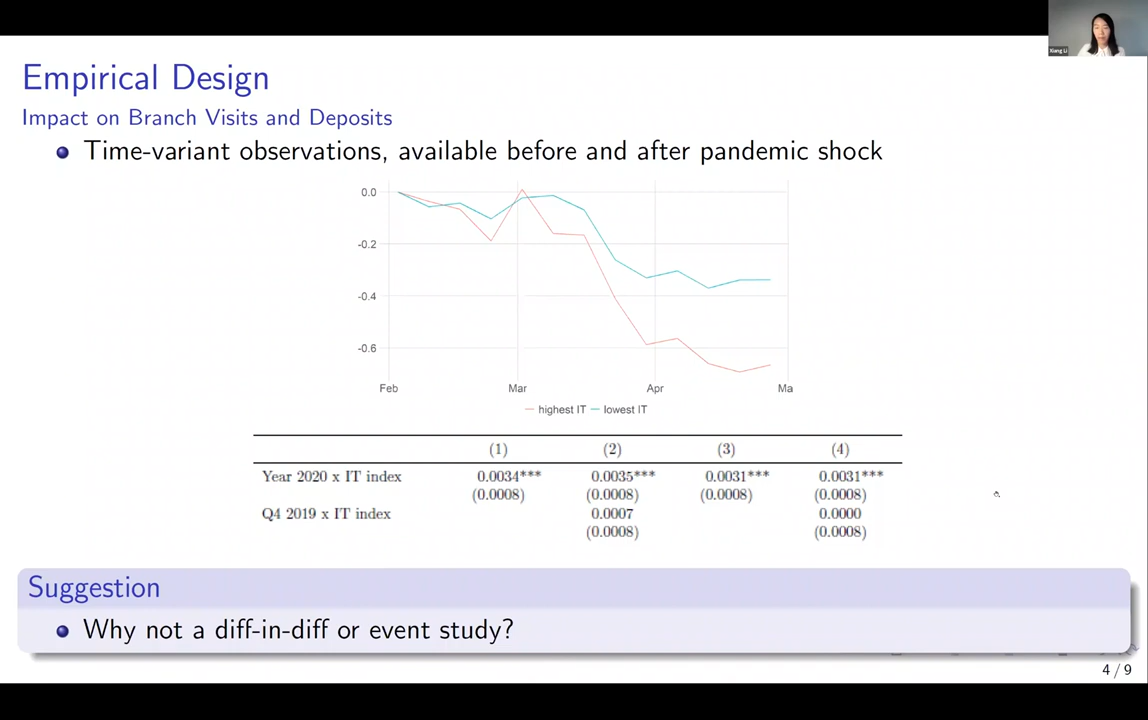 Xiang Li
Empirical Design
Impact on Branch Visits and Deposits
Time-variant observations, available before and after pandemic shock
0.0
-0.2
-0.4
-0.6
Feb Mar Apr Ma
highest IT lowest IT
(1) (2) (3) (4)
Year 2020 x IT index 0.0034*** 0.0035*** 0.0031*** 0.0031***
(0.0008) (0.0008) (0.0008) (0.0008)
Q4 2019 x IT index 0.0007 0.0000
(0.0008) (0.0008)
Suggestion
Why not a diff-in-diff or event study?
4 / 9